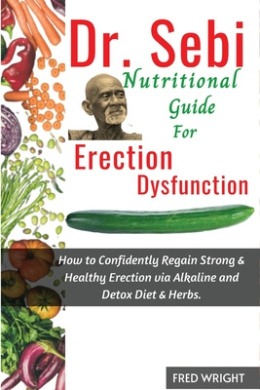 Dr. Sebi
Nutritional
Guide
For
Erection
Dysfunction
How to Confidently Regain Strong &
Healthy Erection via Alkaline and
Detox Diet & Herbs.
FRED WRIGHT